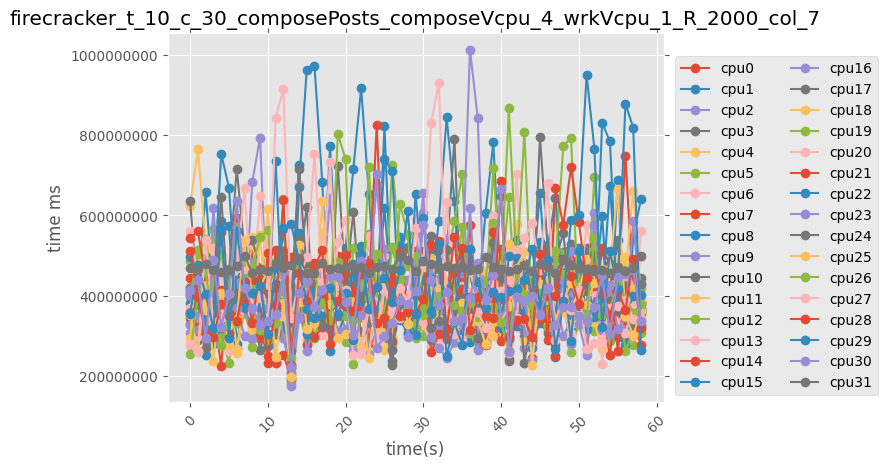 firecracker_t_10_c_30_composePosts_composeVcpu_4_wrkVcpu_1_R_2000_col_7
1000000000
800000000
600000000
400000000
200000000
time ms
0
10
20
30
40
50
60
time(s)
cpu0
cpu1
cpu2
cpu3
cpu4
cpu5
cpu6
cpu7
cpu8
cpu9
cpu10
cpu11
cpu12
cpu13
cpu14
cpu15
cpu16
cpu17
cpu18
cpu19
cpu20
cpu21
cpu22
cpu23
cpu24
cpu25
cpu26
cpu27
cpu28
cpu29
cpu30
cpu31